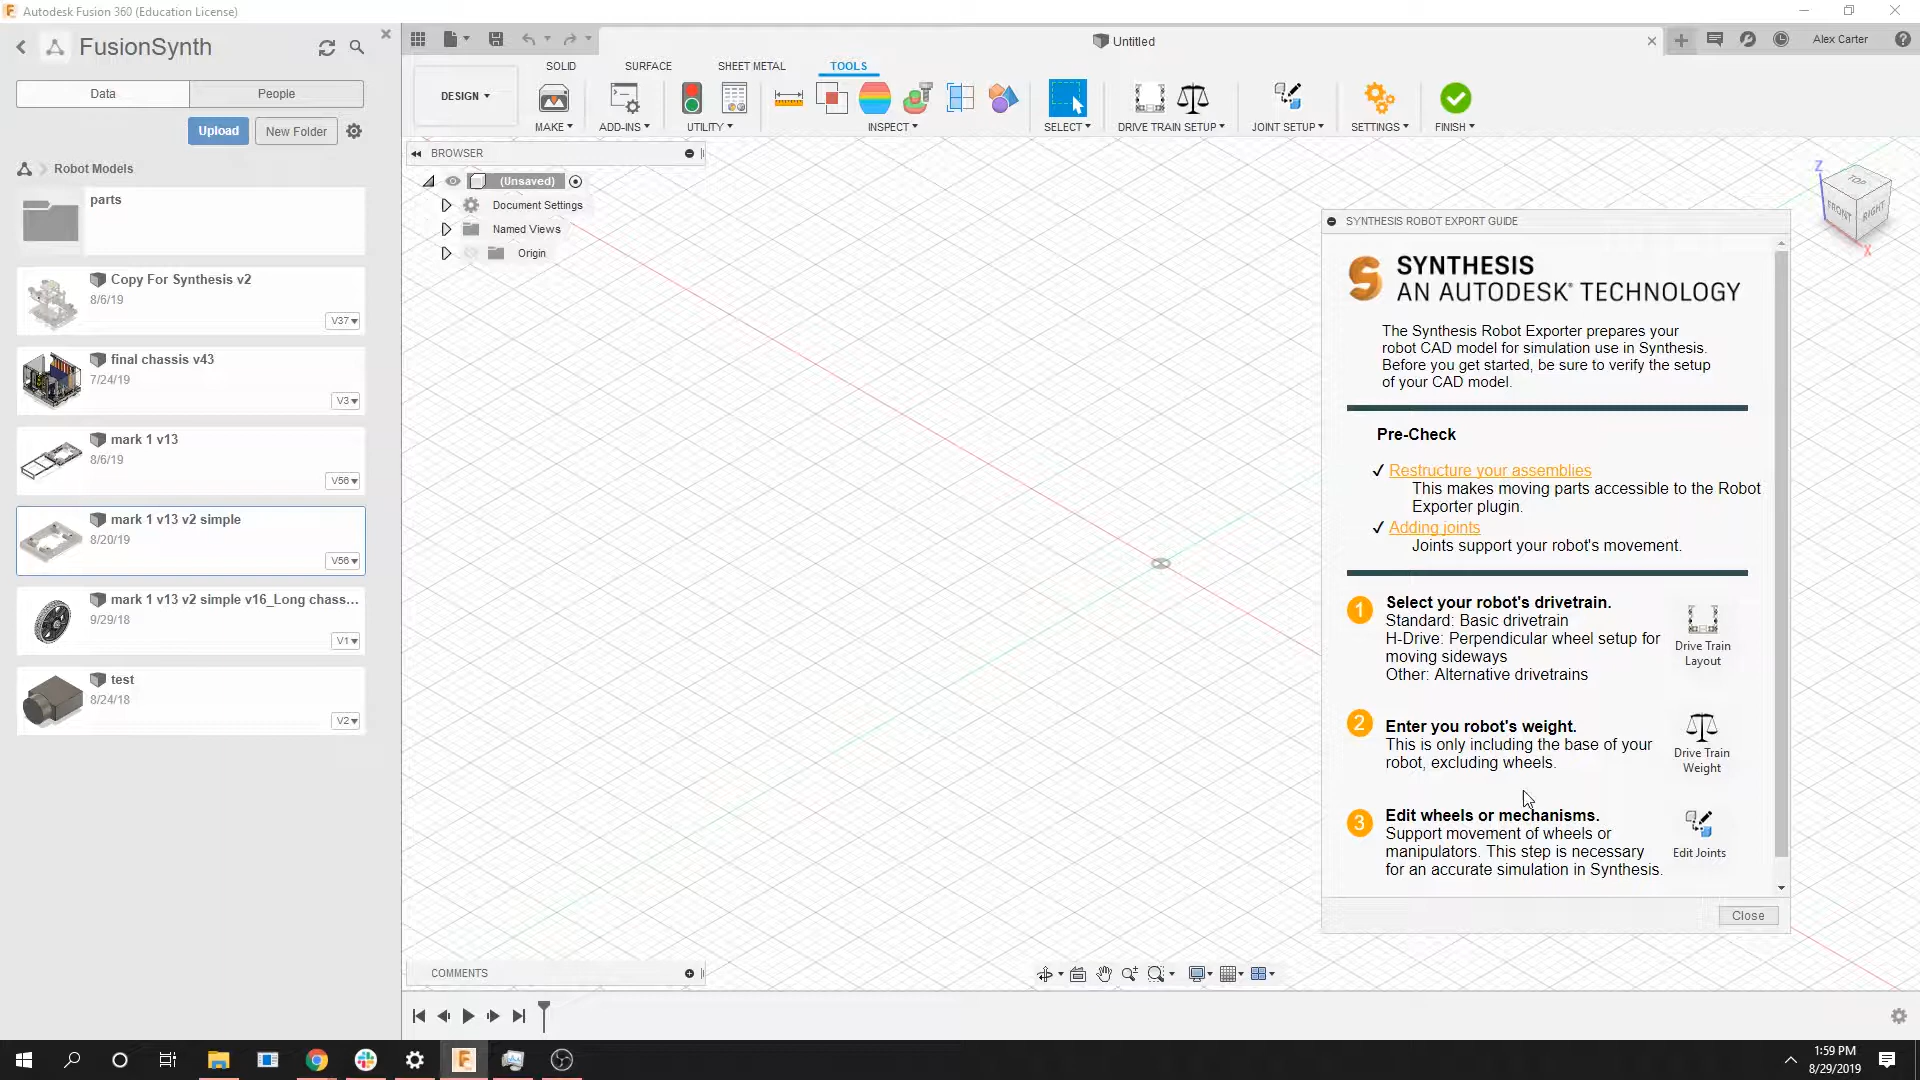 Autodesk Fusion 360 (Education License)
FusionSynth
Data
People
Upload
New Folder
Robot Models
parts
Copy For Synthesis v2
8/6/19
V37
final chassis v43
7/24/19
V3
mark 1 v13
8/6/19
V56
mark 1 v13 v2 simple
8/20/19
V56
mark 1 v13 v2 simple v16_Long chass...
9/29/18
V1
test
8/24/18
V2
Untitled
Alex Carter
SOLID
SURFACE
SHEET METAL
TOOLS
DESIGN
MAKE
ADD-INS
UTILITY
INSPECT
SELECT
DRIVE TRAIN SETUP
JOINT SETUP
SETTINGS
FINISH
BROWSER
(Unsaved)
Document Settings
Named Views
Origin
Z
TOP
FRONT
RIGHT
X
SYNTHESIS ROBOT EXPORT GUIDE
SYNTHESIS
AN AUTODESK® TECHNOLOGY
The Synthesis Robot Exporter prepares your
robot CAD model for simulation use in Synthesis.
Before you get started, be sure to verify the setup
of your CAD model.
Pre-Check
✓ Restructure your assemblies
This makes moving parts accessible to the Robot
Exporter plugin.
✓ Adding joints
Joints support your robot's movement.
1 Select your robot's drivetrain.
Standard: Basic drivetrain
H-Drive: Perpendicular wheel setup for
moving sideways
Other: Alternative drivetrains
Drive Train
Layout
2 Enter you robot's weight.
This is only including the base of your
robot, excluding wheels.
Drive Train
Weight
3 Edit wheels or mechanisms.
Support movement of wheels or
manipulators. This step is necessary
for an accurate simulation in Synthesis.
Edit Joints
Close
COMMENTS
1:59 PM
8/29/2019